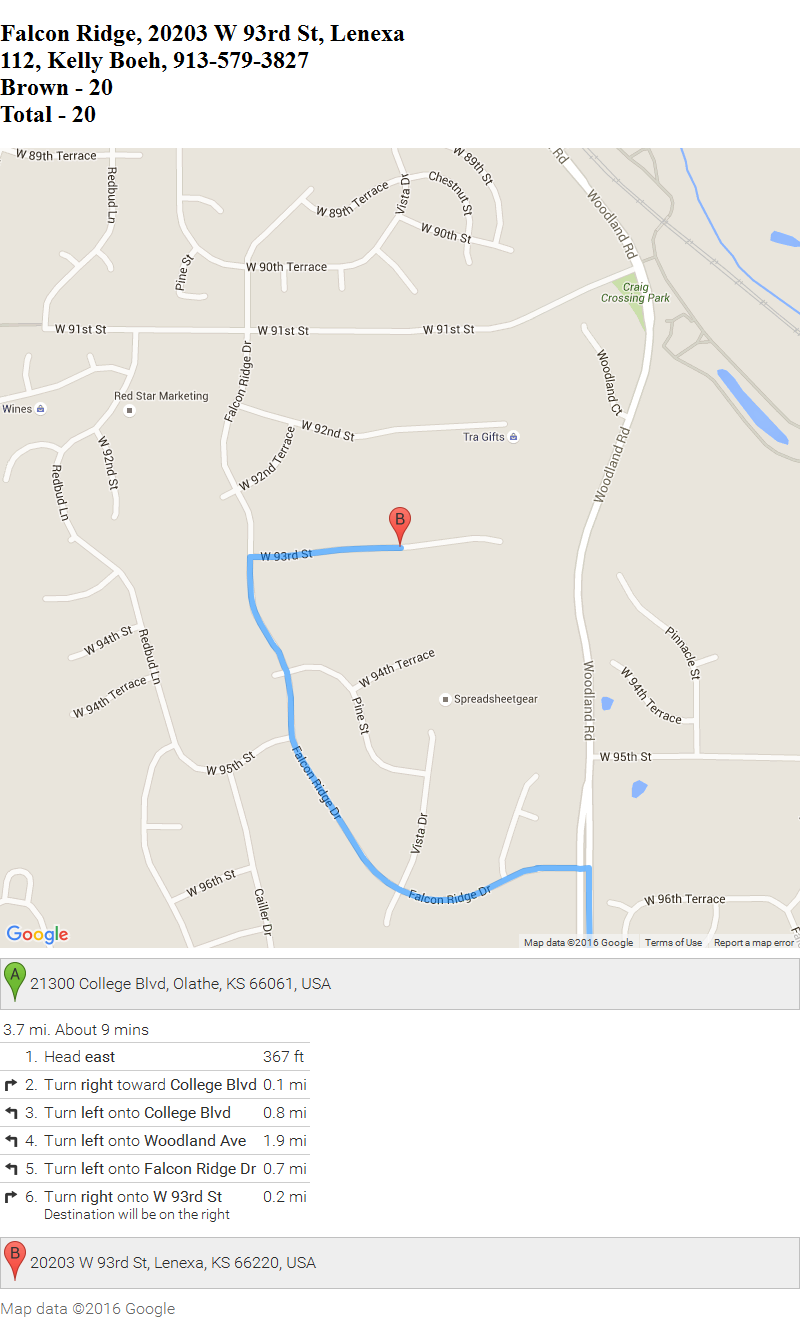 Falcon Ridge, 20203 W 93rd St, Lenexa
112, Kelly Boeh, 913-579-3827
Brown - 20
Total - 20
W 89th Terrace
Redbud Ln
Pine St
W 89th Terrace
Vista Dr
Chestnut St
W 89th St
W 90th St
Rd
Woodland Rd
W 90th Terrace
Craig
Crossing Park
W 91st St
W 91st St
W 91st St
Falcon Ridge Dr
Woodland Ct
Red Star Marketing
Wines
W 92nd St
Tra Gifts
W 92nd St
W 92nd Terrace
Redbud Ln
Woodland Rd
B
W 93rd St
W 94th St
Redbud Ln
W 94th Terrace
W 94th Terrace
Pine St
Spreadsheetgear
Woodland Rd
Pinnacle St
W 94th Terrace
W 95th St
W 95th St
Falcon Ridge Dr
Vista Dr
W 96th St
Cailler Dr
Falcon Ridge Dr
W 96th Terrace
Fa
Google
Map data ©2016 Google Terms of Use Report a map error
A 21300 College Blvd, Olathe, KS 66061, USA
3.7 mi. About 9 mins
1. Head east 367 ft
2. Turn right toward College Blvd 0.1 mi
3. Turn left onto College Blvd 0.8 mi
4. Turn left onto Woodland Ave 1.9 mi
5. Turn left onto Falcon Ridge Dr 0.7 mi
6. Turn right onto W 93rd St 0.2 mi
Destination will be on the right
B 20203 W 93rd St, Lenexa, KS 66220, USA
Map data ©2016 Google